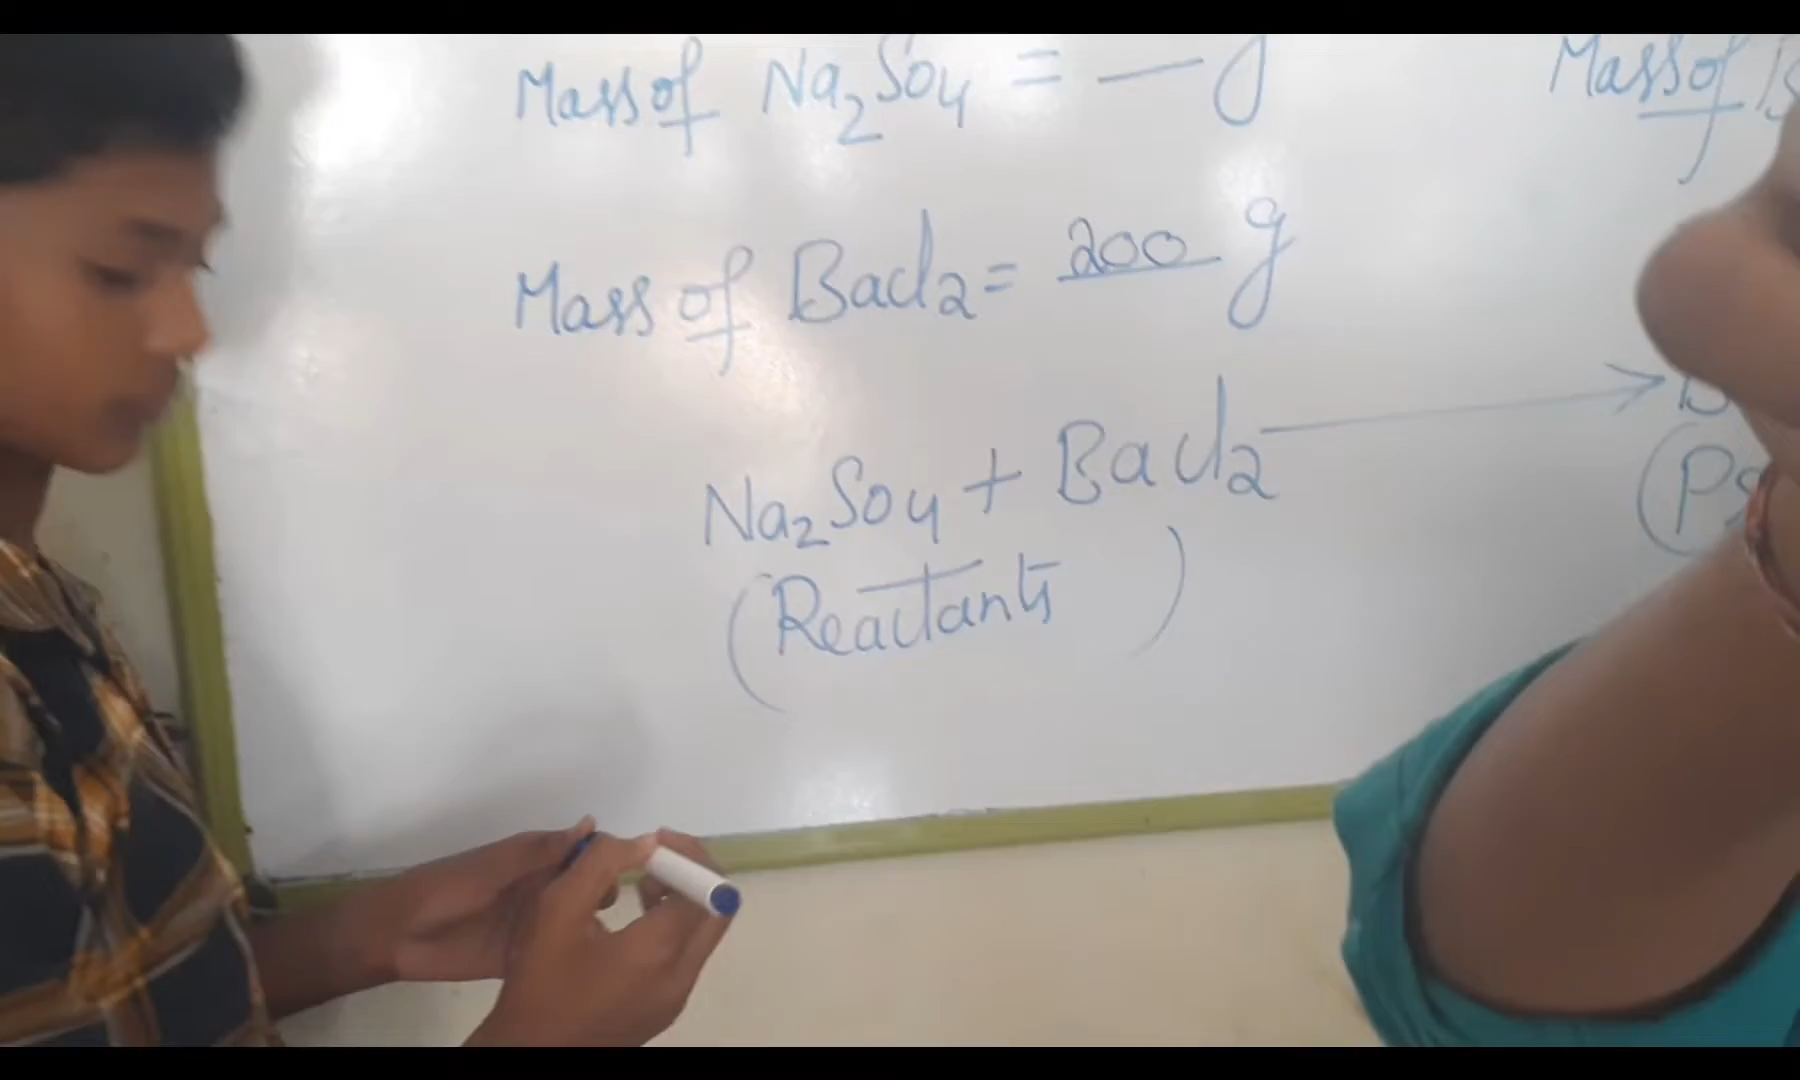 Mass of Na2So4 = — g
Mass of
Mass of Bacl2 = 200 g
Na2So4 + Bacl2 →
(Reactants)